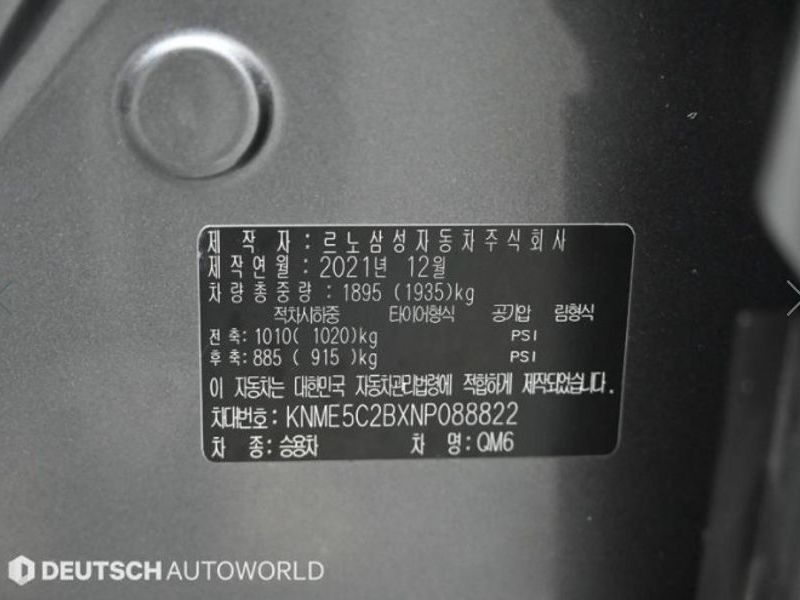 제 작 자 : 르노삼성자동차주식회사
제작연월 : 2021년 12월
차량총중량 : 1895 (1935)kg
적차시하중 타이어형식 공기압 림형식
전축: 1010( 1020)kg PSI
후축: 885 ( 915 )kg PSI
이 자동차는 대한민국 자동차관리법령에 적합하게 제작되었습니다.
차대번호: KNME5C2BXNP088822
차 종: 승용차 차 명: QM6
DEUTSCH AUTOWORLD